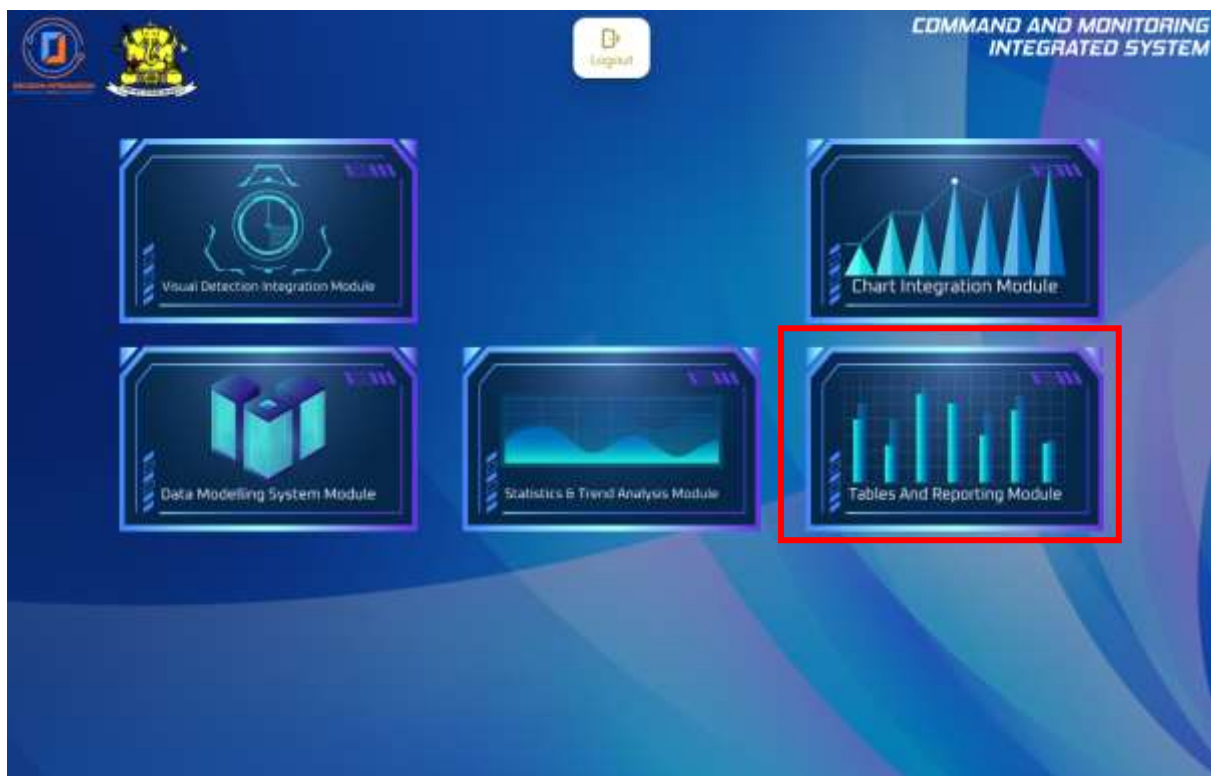 COMMAND AND MONITORING
INTEGRATED SYSTEM
Logout
Visual Detection Integration Module
Chart Integration Module
Data Modelling System Module
Statistics & Trend Analysis Module
Tables And Reporting Module